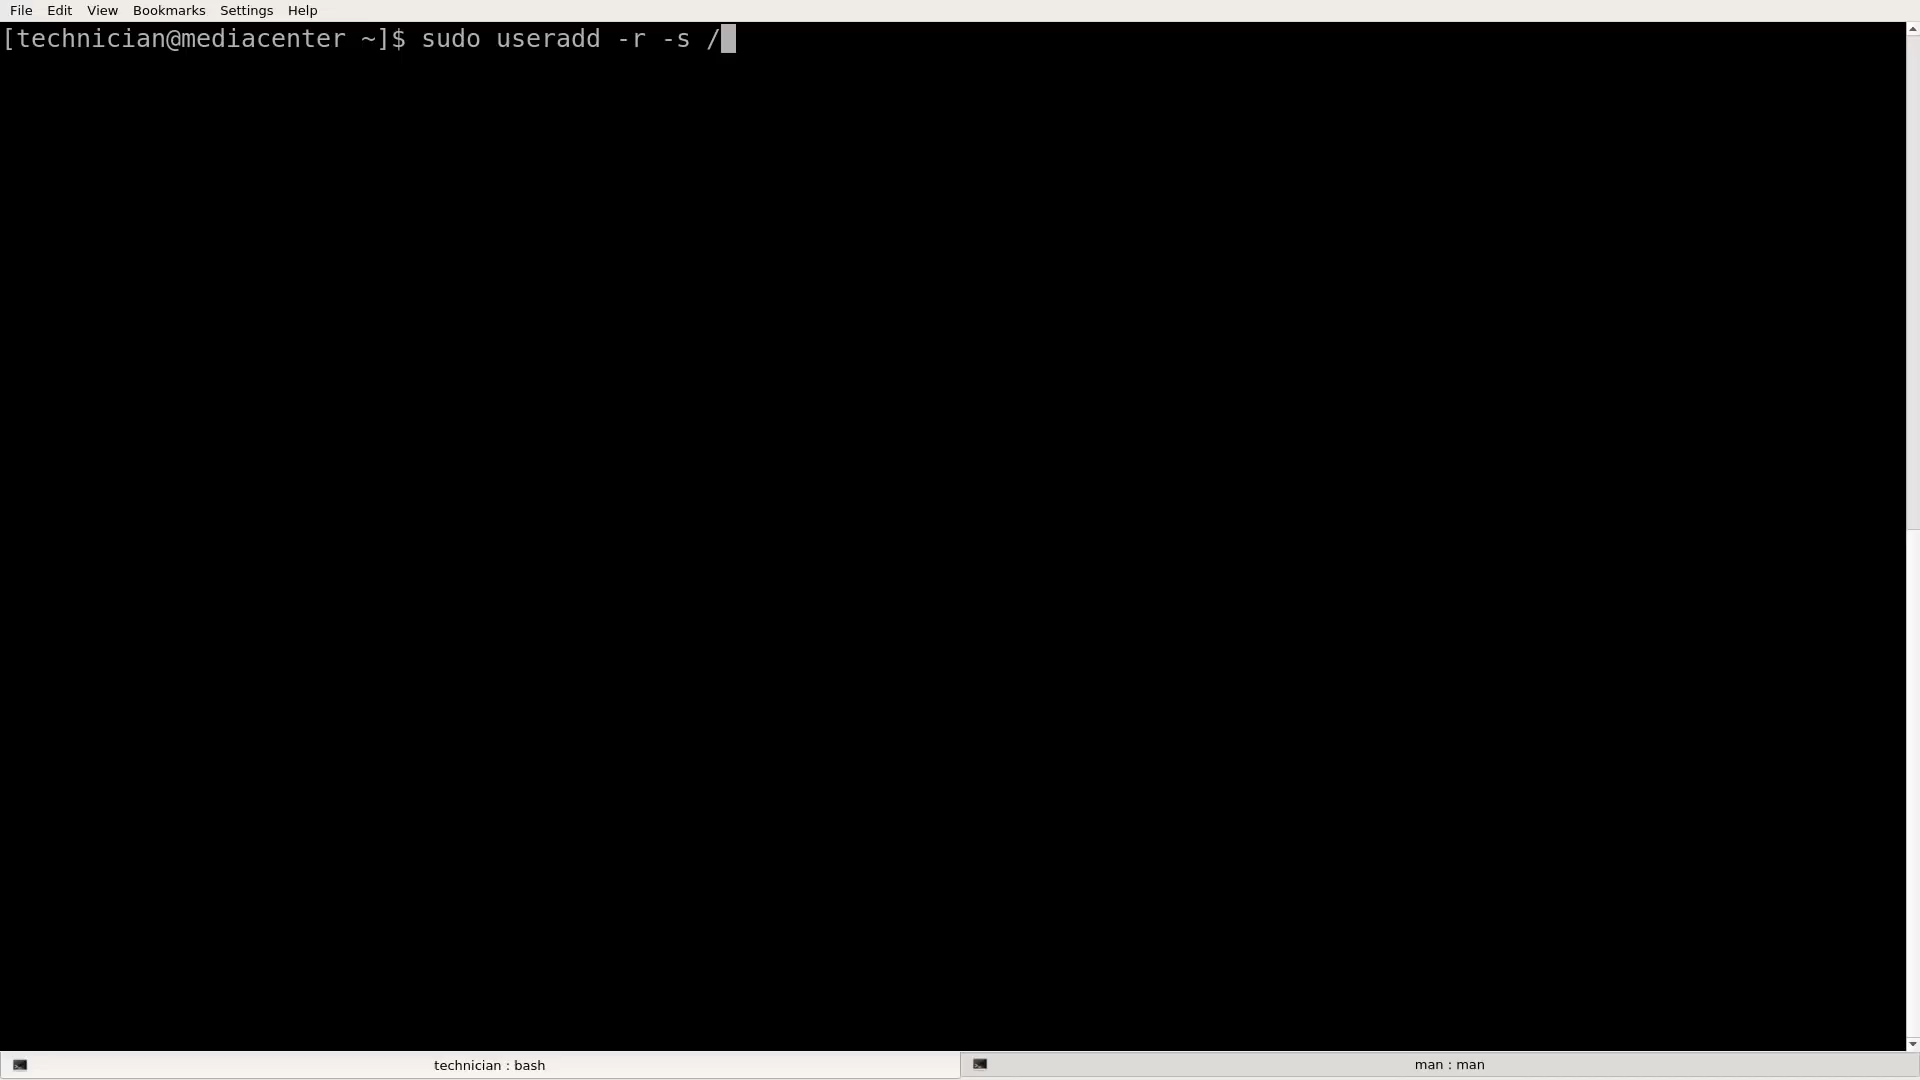 File Edit View Bookmarks Settings Help
[technician@mediacenter ~]$ sudo useradd -r -s /
technician : bash
man : man